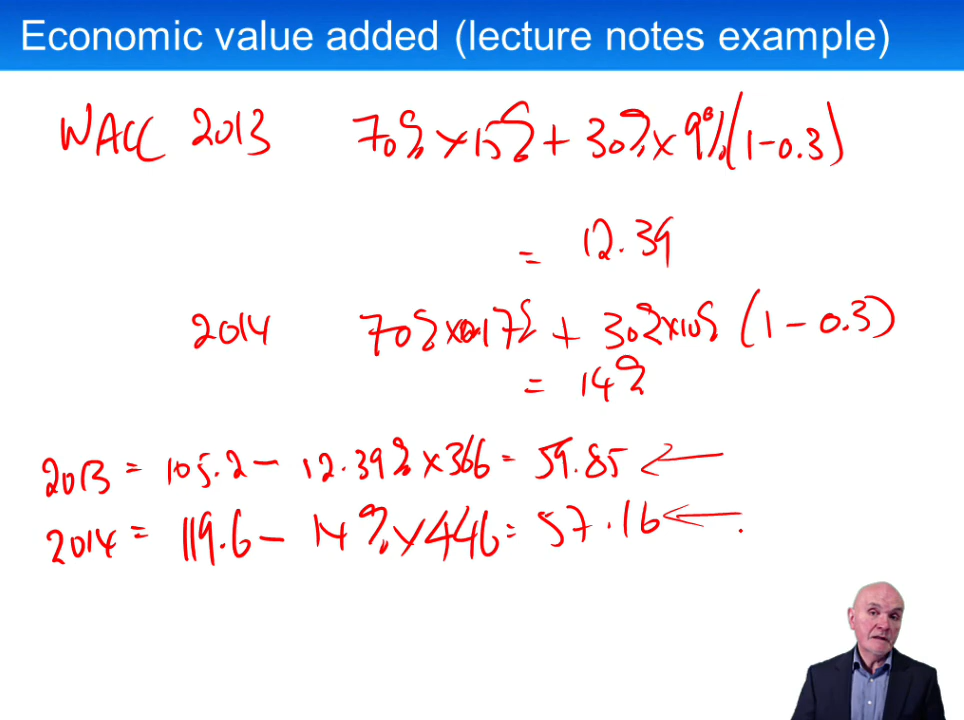 Economic value added (lecture notes example)
WACC 2013 70% x 15% + 30% x 9% (1-0.3)
= 12.39
2014 70% x 17% + 30% x 10% (1 - 0.3)
= 14%
2013 = 105.2 - 12.39% x 366 = 59.85
2014 = 119.6 - 14% x 446 = 57.16